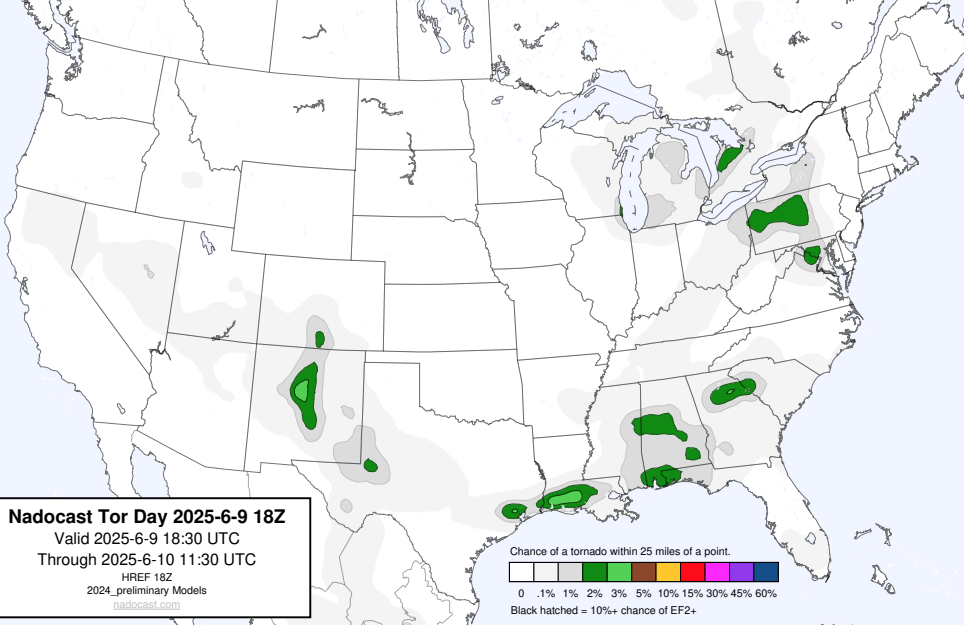 Nadocast Tor Day 2025-6-9 18Z
Valid 2025-6-9 18:30 UTC
Through 2025-6-10 11:30 UTC
HREF 18Z
2024_preliminary Models
nadocast.com
Chance of a tornado within 25 miles of a point.
0 .1% 1% 2% 3% 5% 10% 15% 30% 45% 60%
Black hatched = 10%+ chance of EF2+